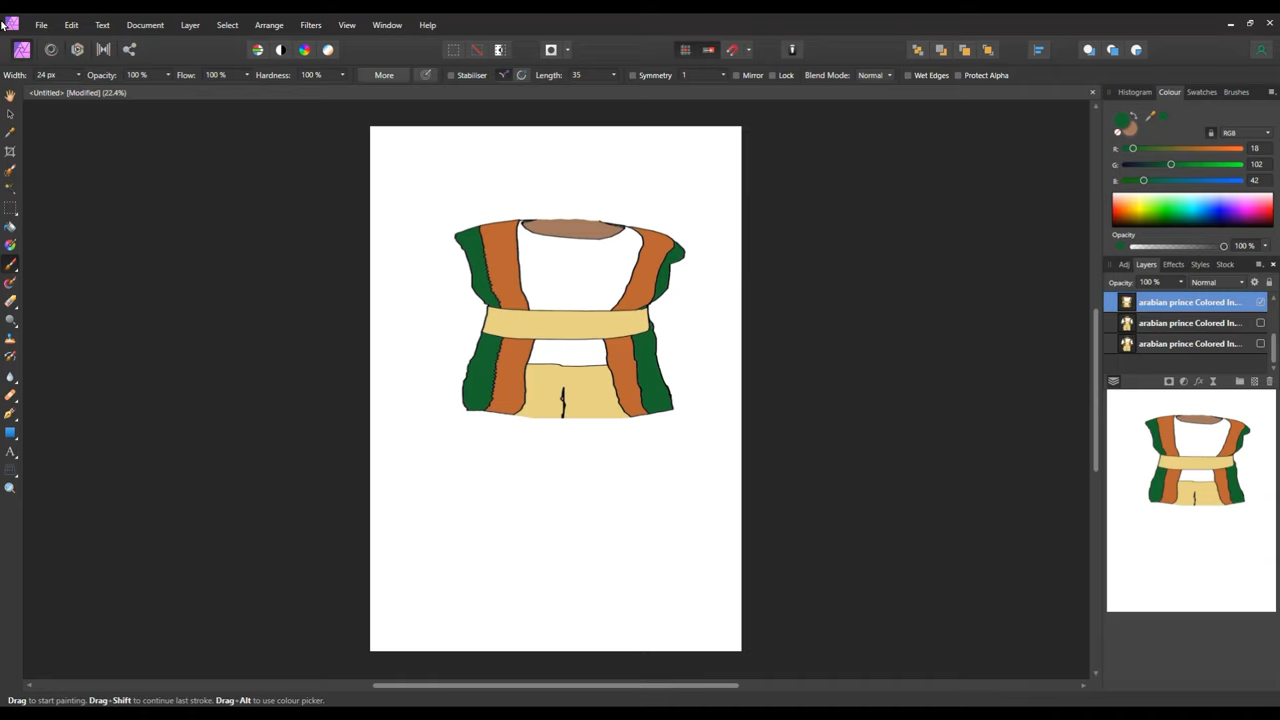 File Edit Text Document Layer Select Arrange Filters View Window Help
Width: 24 px Opacity: 100 % Flow: 100 % Hardness: 100 % More Stabiliser Length: 35 Symmetry 1 Mirror Lock Blend Mode: Normal Wet Edges Protect Alpha
<Untitled> [Modified] (22.4%)
Histogram Colour Swatches Brushes
RGB
R: 18
G: 102
B: 42
Opacity
100 %
Adj Layers Effects Styles Stock
Opacity: 100 % Normal
arabian prince Colored In...
arabian prince Colored In...
arabian prince Colored In...
Drag to start painting. Drag+Shift to continue last stroke. Drag+Alt to use colour picker.